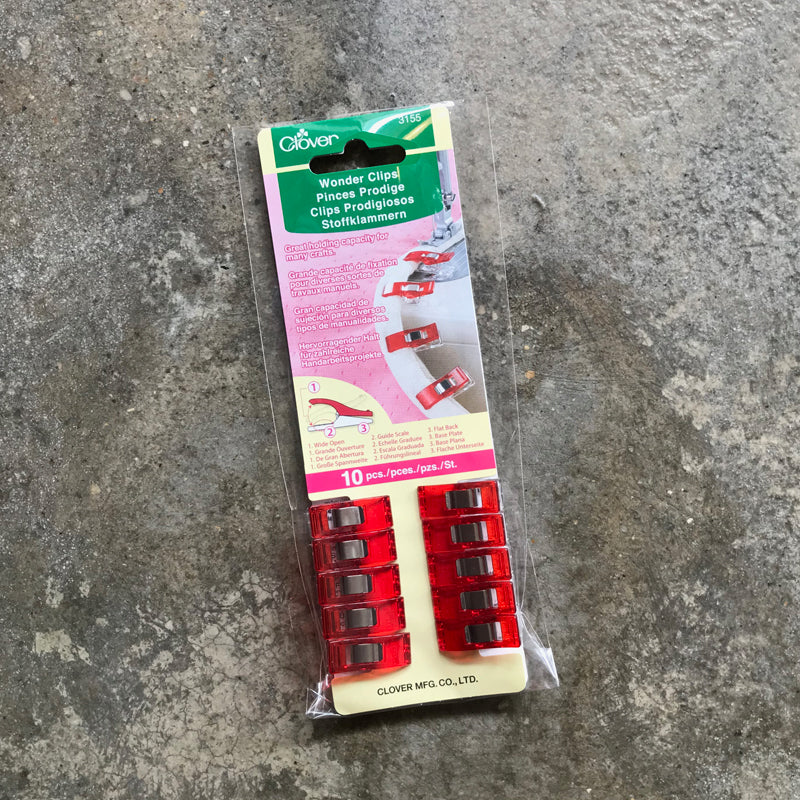 3155
Clover
Wonder Clips
Pinces Prodige
Clips Prodigiosos
Stoffklammern
Great holding capacity for
many crafts.
Grande capacité de fixation
pour diverses sortes de
travaux manuels.
Gran capacidad de
sujeción para diversos
tipos de manualidades.
Hervorragender Halt
für zahlreiche
Handarbeitsprojekte
1
2
3
1. Wide Open
1. Grande Ouverture
1. De Gran Abertura
1. Große Spannweite
2. Guide Scale
2. Echelle Graduée
2. Escala Graduada
2. Führungslineal
3. Flat Back
3. Base Plate
3. Base Plana
3. Flache Unterseite
10 pcs./pces./pzs./St.
CLOVER MFG. CO., LTD.